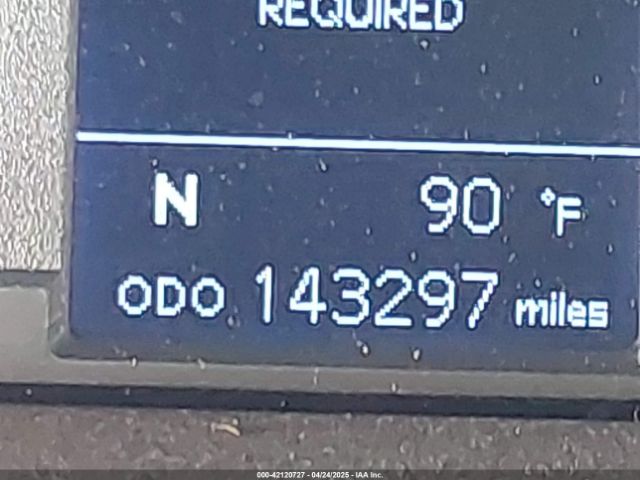 REQUIRED
N 90 °F
ODO 143297 miles
000-42120727 - 04/24/2025 - IAA Inc.